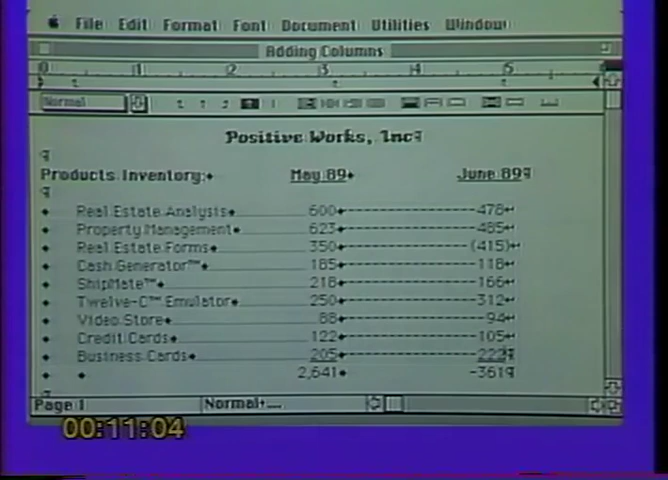 File Edit Format Font Document Utilities Window
Adding Columns
0 1 2 3 4 5
Normal
Positive Works, Inc¶
¶
Products Inventory: May 89 June 89¶
¶
Real Estate Analysis 600 -478
Property Management 623 -485
Real Estate Forms 350 -(415)
Cash Generator™ 185 -118
ShipMate™ 218 -166
Twelve-C™ Emulator 250 -312
Video Store 88 -94
Credit Cards 122 -105
Business Cards 205 -222¶
2,641 -361¶
Page 1 Normal+...
00:11:04